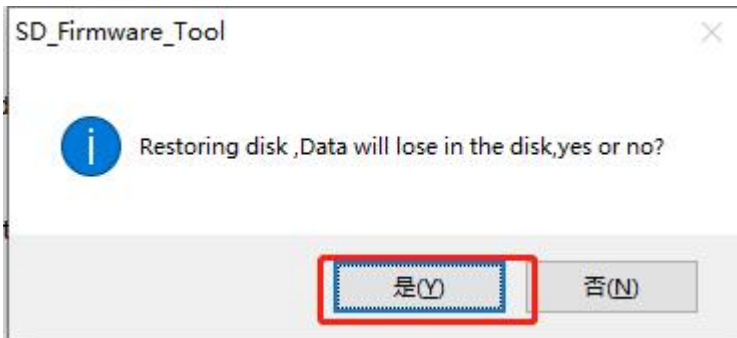 SD_Firmware_Tool
Restoring disk ,Data will lose in the disk,yes or no?
是(Y)
否(N)